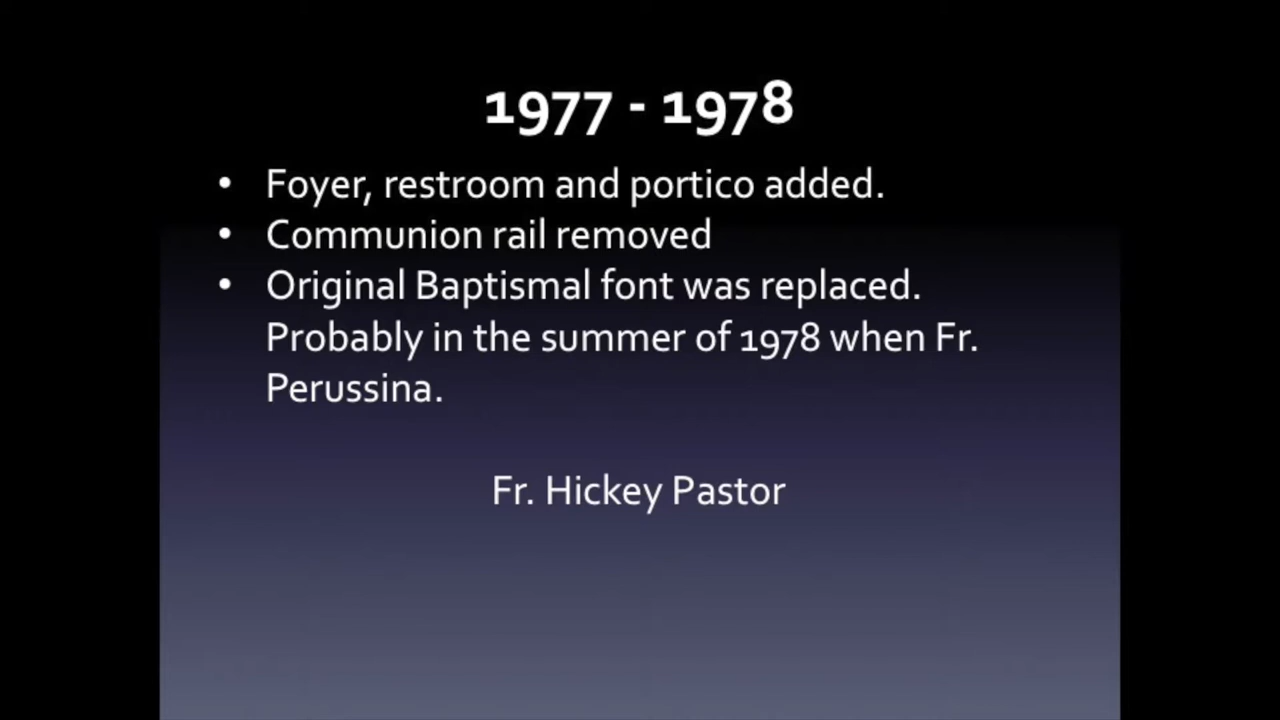 1977 - 1978
• Foyer, restroom and portico added.
• Communion rail removed
• Original Baptismal font was replaced.
Probably in the summer of 1978 when Fr.
Perussina.
Fr. Hickey Pastor